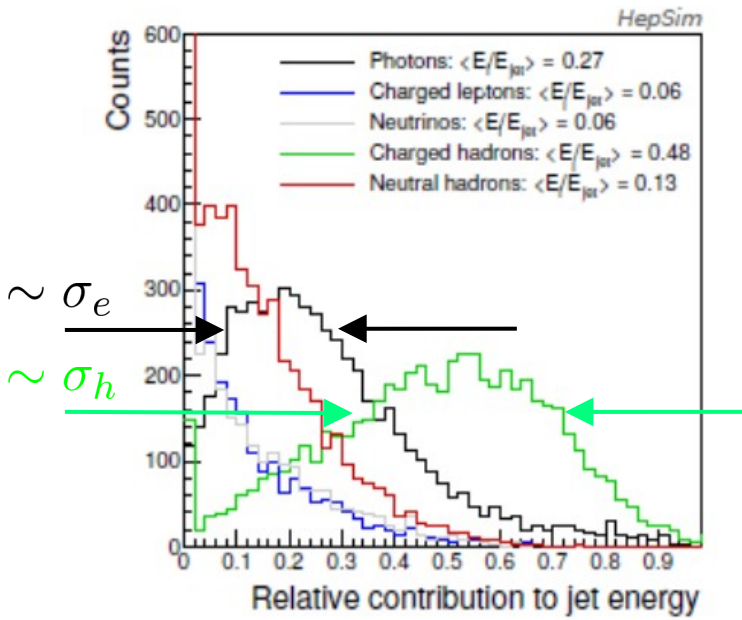 HepSim
Counts
600
500
400
300
200
100
0
Photons: <E_i/E_jet> = 0.27
Charged leptons: <E_i/E_jet> = 0.06
Neutrinos: <E_i/E_jet> = 0.06
Charged hadrons: <E_i/E_jet> = 0.48
Neutral hadrons: <E_i/E_jet> = 0.13
∼ σ_e
∼ σ_h
0 0.1 0.2 0.3 0.4 0.5 0.6 0.7 0.8 0.9
Relative contribution to jet energy